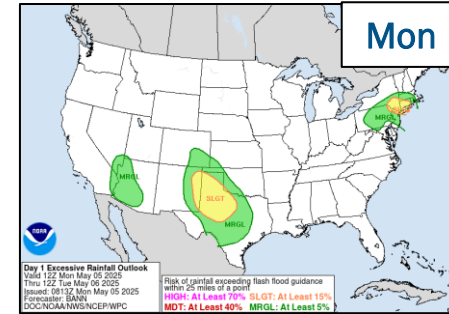 Mon
MRGL
MRGL
SLGT
MRGL
NOAA
Day 1 Excessive Rainfall Outlook
Valid 12Z Mon May 05 2025
Thru 12Z Tue May 06 2025
Issued: 0813Z Mon May 05 2025
Forecaster: BANN
DOC/NOAA/NWS/NCEP/WPC
Risk of rainfall exceeding flash flood guidance
within 25 miles of a point
HIGH: At Least 70% SLGT: At Least 15%
MDT: At Least 40% MRGL: At Least 5%